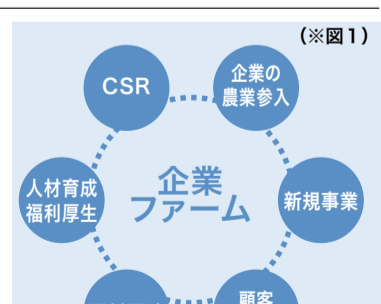 (※図1)
CSR
企業の
農業参入
人材育成
福利厚生
企業
ファーム
新規事業
顧客